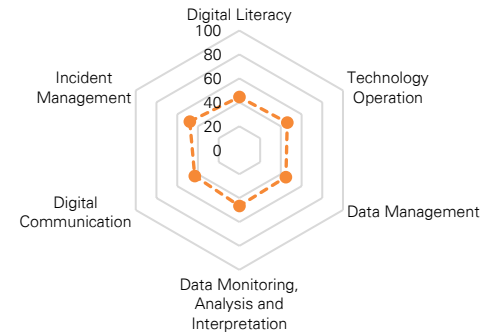 Digital Literacy
100
80
60
40
20
0
Technology
Operation
Data Management
Data Monitoring,
Analysis and
Interpretation
Digital
Communication
Incident
Management